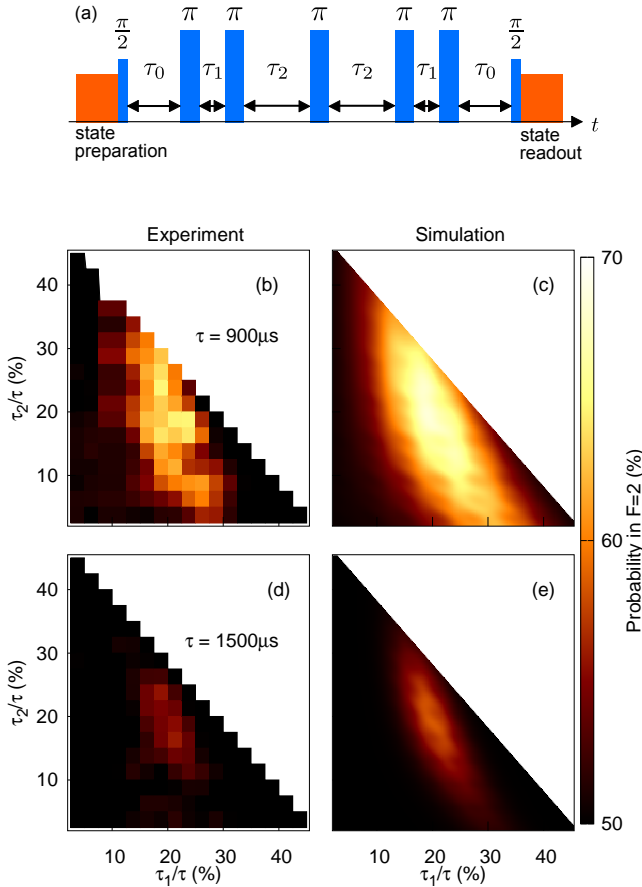 (a)
π/2 π π π π π π/2
τ₀ τ₁ τ₂ τ₂ τ₁ τ₀
t
state preparation
state readout
Experiment
Simulation
(b)
τ = 900μs
(c)
τ₂/τ (%)
40
30
20
10
(d)
τ = 1500μs
(e)
τ₂/τ (%)
40
30
20
10
10 20 30 40
τ₁/τ (%)
10 20 30 40
τ₁/τ (%)
70
60
50
Probability in F=2 (%)